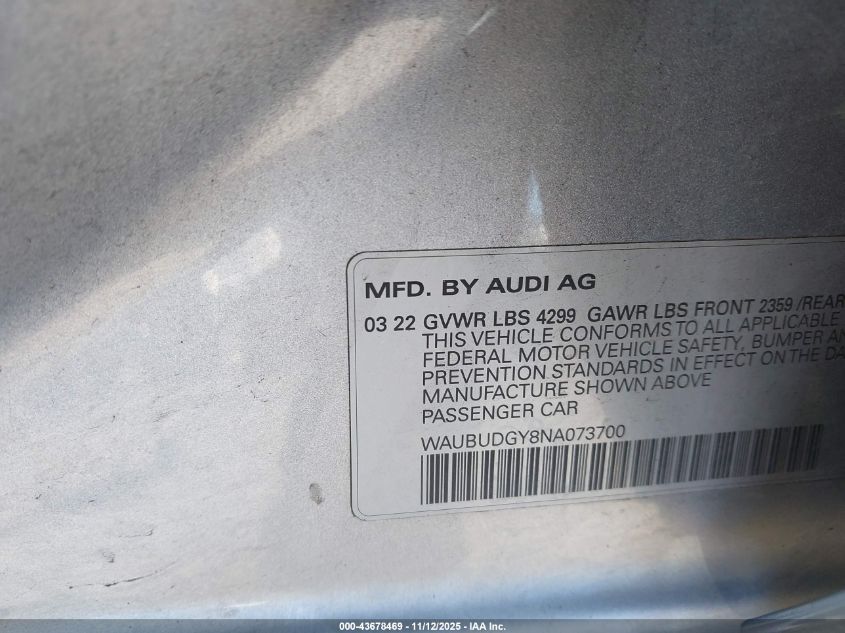 MFD. BY AUDI AG
03 22 GVWR LBS 4299 GAWR LBS FRONT 2359 /REAR
THIS VEHICLE CONFORMS TO ALL APPLICABLE
FEDERAL MOTOR VEHICLE SAFETY, BUMPER AN
PREVENTION STANDARDS IN EFFECT ON THE DA
MANUFACTURE SHOWN ABOVE
PASSENGER CAR
WAUBUDGY8NA073700
000-43678469 - 11/12/2025 - IAA Inc.